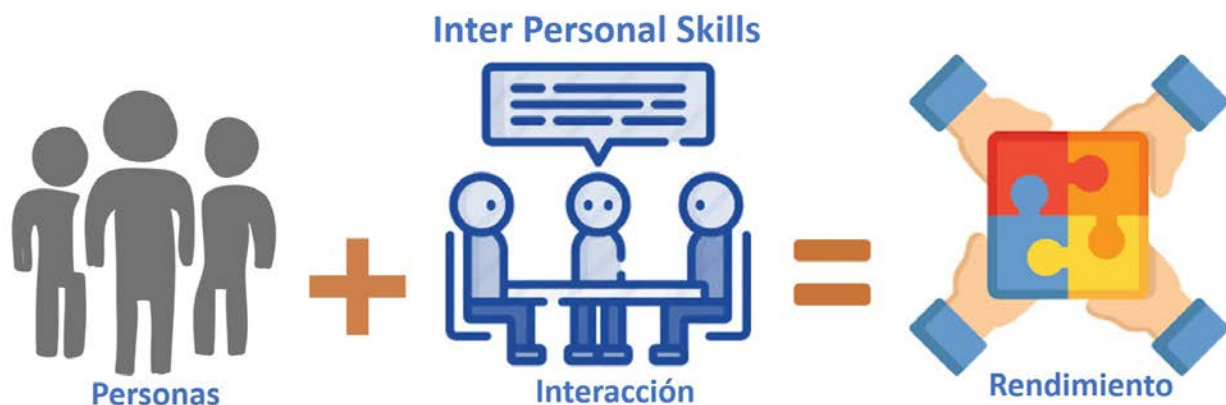 Inter Personal Skills
Personas
Interacción
Rendimiento